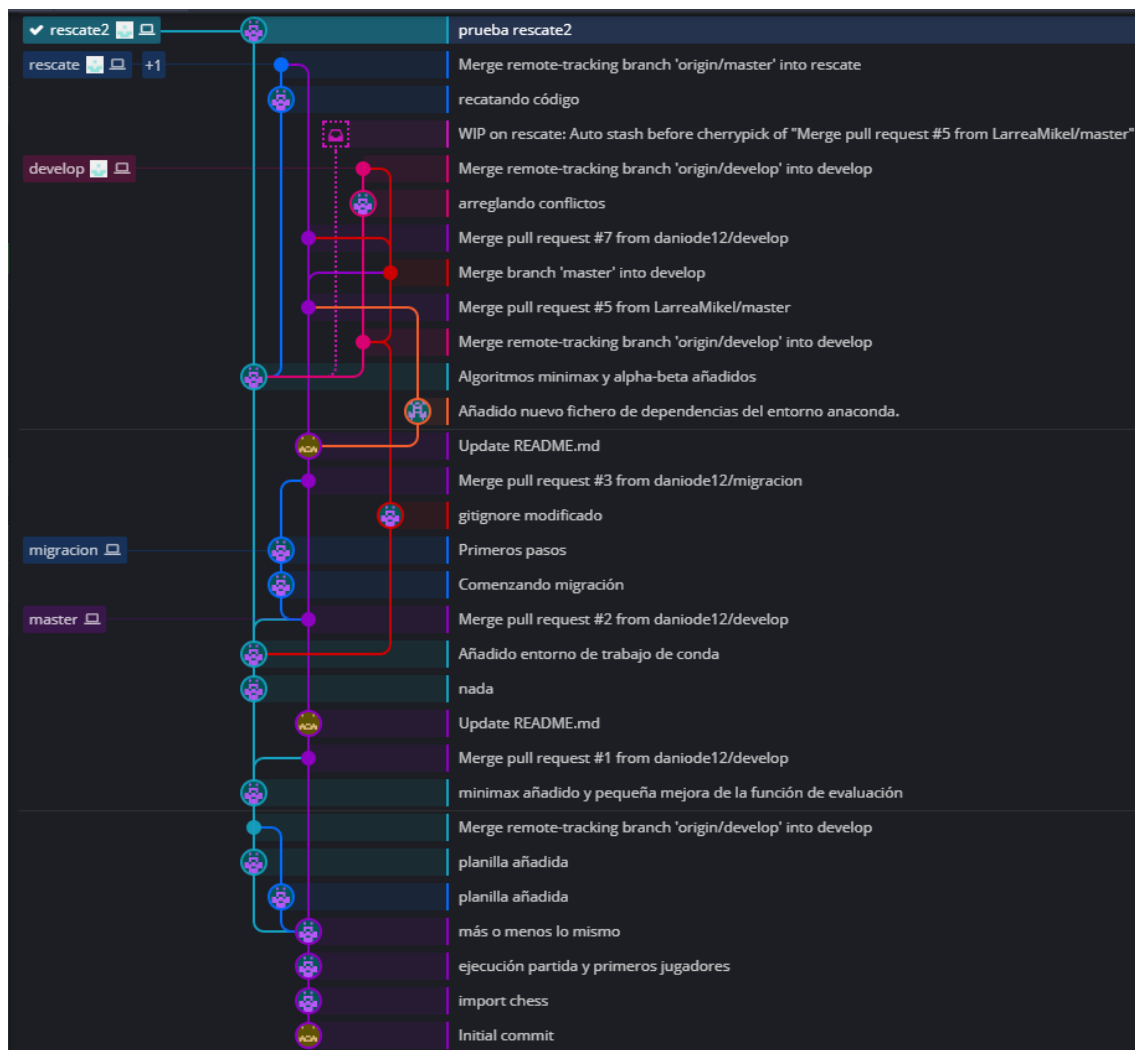 rescate2 prueba rescate2
rescate +1 Merge remote-tracking branch 'origin/master' into rescate
recatando código
WIP on rescate: Auto stash before cherrypick of "Merge pull request #5 from LarreaMikel/master"
develop Merge remote-tracking branch 'origin/develop' into develop
arreglando conflictos
Merge pull request #7 from daniode12/develop
Merge branch 'master' into develop
Merge pull request #5 from LarreaMikel/master
Merge remote-tracking branch 'origin/develop' into develop
Algoritmos minimax y alpha-beta añadidos
Añadido nuevo fichero de dependencias del entorno anaconda.
Update README.md
Merge pull request #3 from daniode12/migracion
gitignore modificado
migracion Primeros pasos
Comenzando migración
master Merge pull request #2 from daniode12/develop
Añadido entorno de trabajo de conda
nada
Update README.md
Merge pull request #1 from daniode12/develop
minimax añadido y pequeña mejora de la función de evaluación
Merge remote-tracking branch 'origin/develop' into develop
planilla añadida
planilla añadida
más o menos lo mismo
ejecución partida y primeros jugadores
import chess
Initial commit